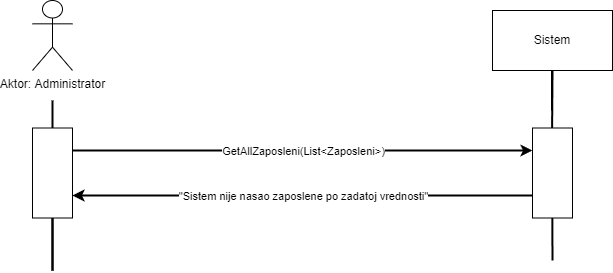 Sistem
Aktor: Administrator
GetAllZaposleni(List<Zaposleni>)
"Sistem nije nasao zaposlene po zadatoj vrednosti"